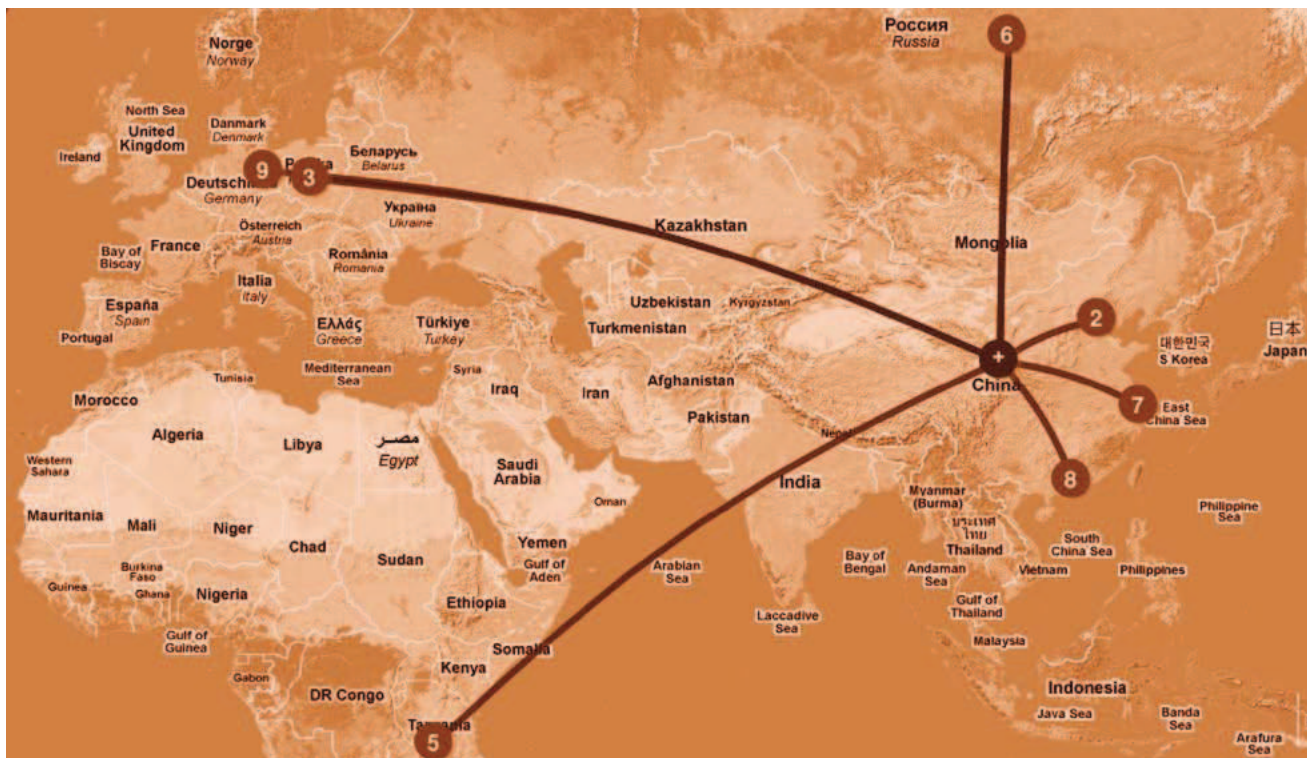 Россия
Russia
6
Norge
Norway
North Sea
Danmark
Denmark
United
Kingdom
Ireland
Беларусь
Belarus
9
3
Deutschl
Germany
Україна
Ukraine
Österreich
Austria
France
Bay of
Biscay
România
Romania
Kazakhstan
Mongolia
Italia
Italy
España
Spain
Portugal
Ελλάς
Greece
Türkiye
Turkey
Uzbekistan
Kyrgyzstan
Turkmenistan
2
대한민국
S Korea
日本
Japan
+
China
Mediterranean
Sea
Tunisia
Syria
Iraq
Iran
Afghanistan
Pakistan
Morocco
Algeria
Libya
مصر
Egypt
7
East
China Sea
Nepal
Western
Sahara
Saudi
Arabia
Oman
India
8
Myanmar
(Burma)
Mauritania
Mali
Niger
Chad
Sudan
Yemen
Gulf of
Aden
Arabian
Sea
Bay of
Bengal
ประเทศ
ไทย
Thailand
Andaman
Sea
South
China Sea
Vietnam
Philippines
Philippine
Sea
Burkina
Faso
Guinea
Ghana
Nigeria
Ethiopia
Gulf of
Thailand
Laccadive
Sea
Gulf of
Guinea
Somalia
Kenya
Malaysia
Gabon
DR Congo
Indonesia
Java Sea
Banda
Sea
Arafura
Sea
Tanzania
5